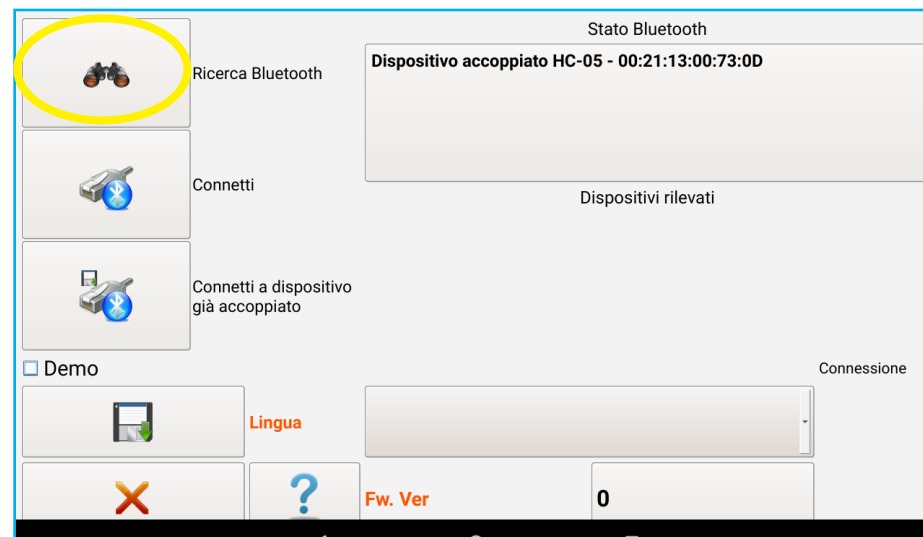 Stato Bluetooth
Ricerca Bluetooth
Dispositivo accoppiato HC-05 - 00:21:13:00:73:0D
Connetti
Dispositivi rilevati
Connetti a dispositivo
già accoppiato
Demo
Connessione
Lingua
Fw. Ver
0